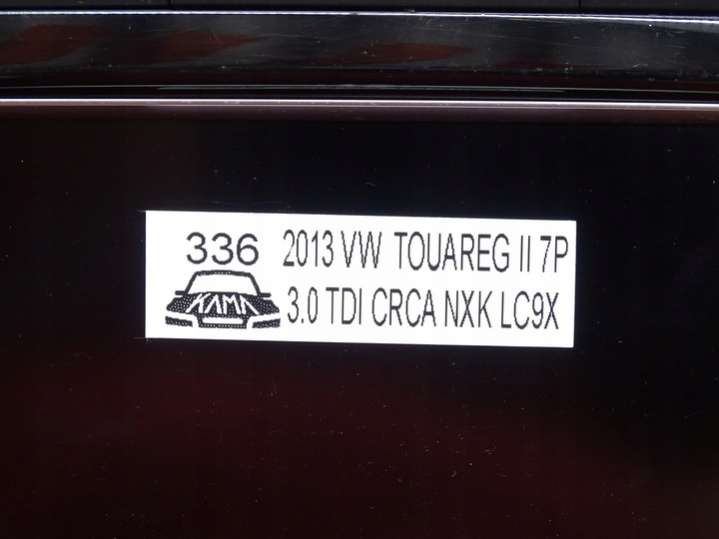 336 2013 VW TOUAREG II 7P
KAMA 3.0 TDI CRCA NXK LC9X